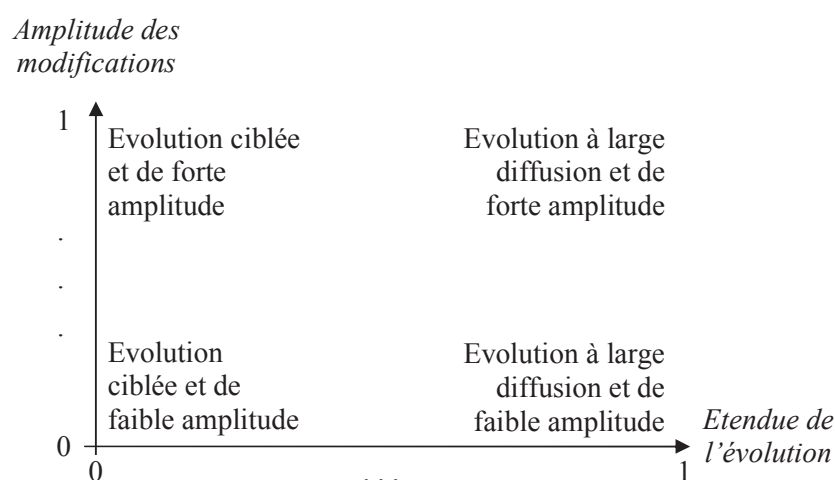 Amplitude des
modifications
1
Evolution ciblée
et de forte
amplitude
Evolution à large
diffusion et de
forte amplitude
.
.
.
Evolution
ciblée et de
faible amplitude
Evolution à large
diffusion et de
faible amplitude
Etendue de
l’évolution
0
0
1